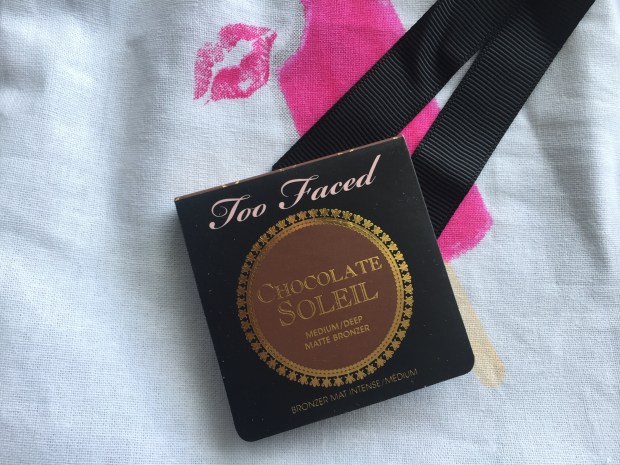 Too Faced
CHOCOLATE
SOLEIL
MEDIUM/DEEP
MATTE BRONZER
BRONZER MAT INTENSE/MEDIUM